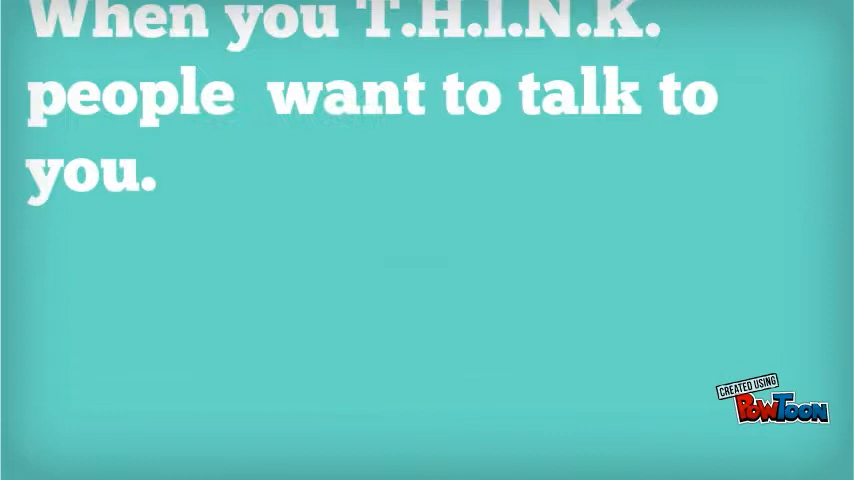 When you T.H.I.N.K.
people  want to talk to
you.
CREATED USING
POWTOON